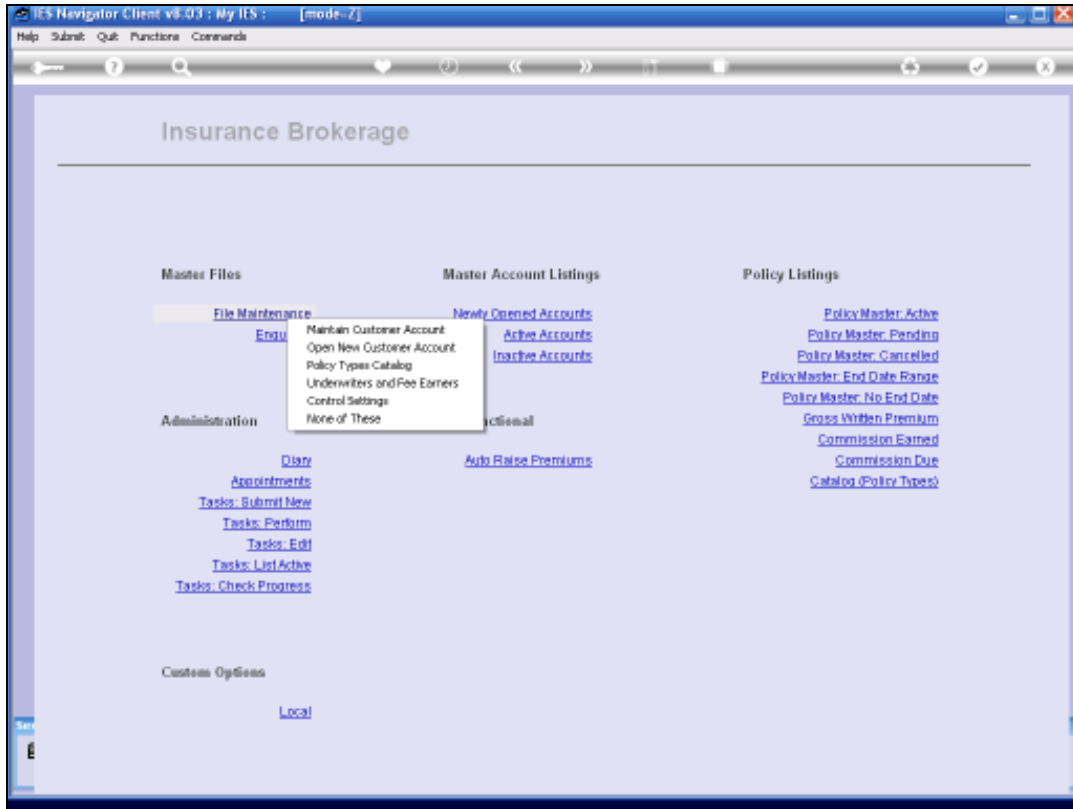 IES Navigator Client v8.03 : My IES : [mode=Z]
Help Submit Quit Functions Commands
Insurance Brokerage
Master Files
Master Account Listings
Policy Listings
File Maintenance
Newly Opened Accounts
Policy Master: Active
Enqu
Active Accounts
Policy Master: Pending
Inactive Accounts
Policy Master: Cancelled
Policy Master: End Date Range
Policy Master: No End Date
Gross Written Premium
Commission Earned
Commission Due
Catalog (Policy Types)
Maintain Customer Account
Open New Customer Account
Policy Types Catalog
Underwriters and Fee Earners
Control Settings
None of These
Administration
ctional
Diary
Auto Raise Premiums
Appointments
Tasks: Submit New
Tasks: Perform
Tasks: Edit
Tasks: List Active
Tasks: Check Progress
Custom Options
Local